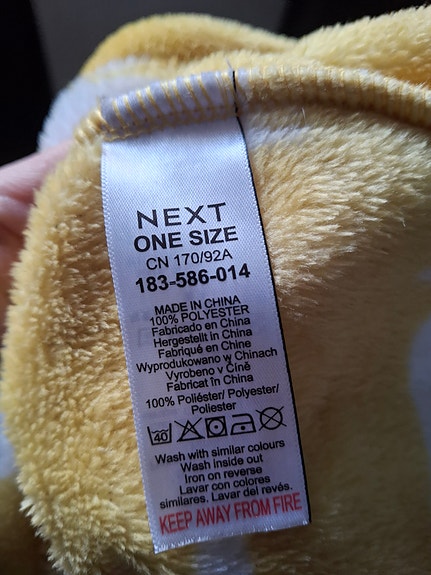 NEXT
ONE SIZE
CN 170/92A
183-586-014
MADE IN CHINA
100% POLYESTER
Fabricado en China
Hergestellt in China
Fabriqué en Chine
Wyprodukowano w Chinach
Vyrobeno v Číně
Fabricat în China
100% Poliéster/ Polyester/
Poliester
40
Wash with similar colours
Wash inside out
Iron on reverse
Lavar con colores
similares. Lavar del revés.
KEEP AWAY FROM FIRE